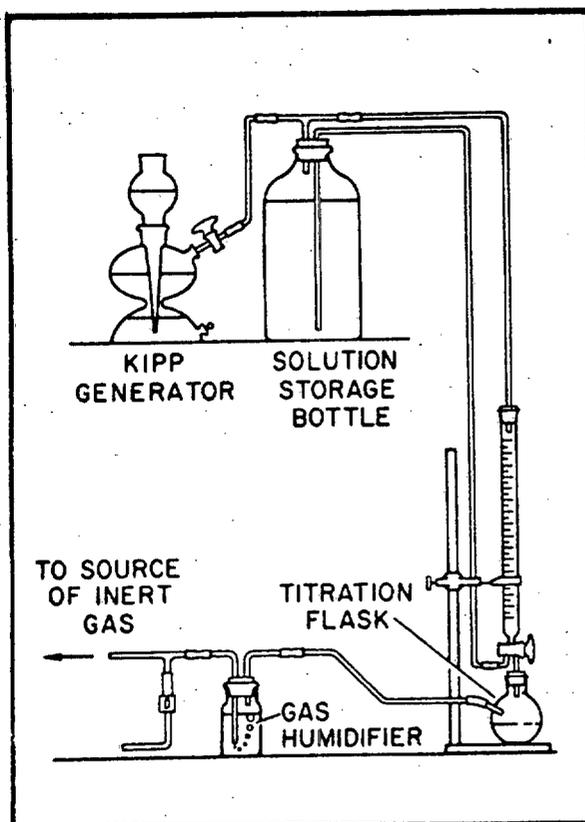 KIPP
GENERATOR
SOLUTION
STORAGE
BOTTLE
TO SOURCE
OF INERT
GAS
TITRATION
FLASK
GAS
HUMIDIFIER